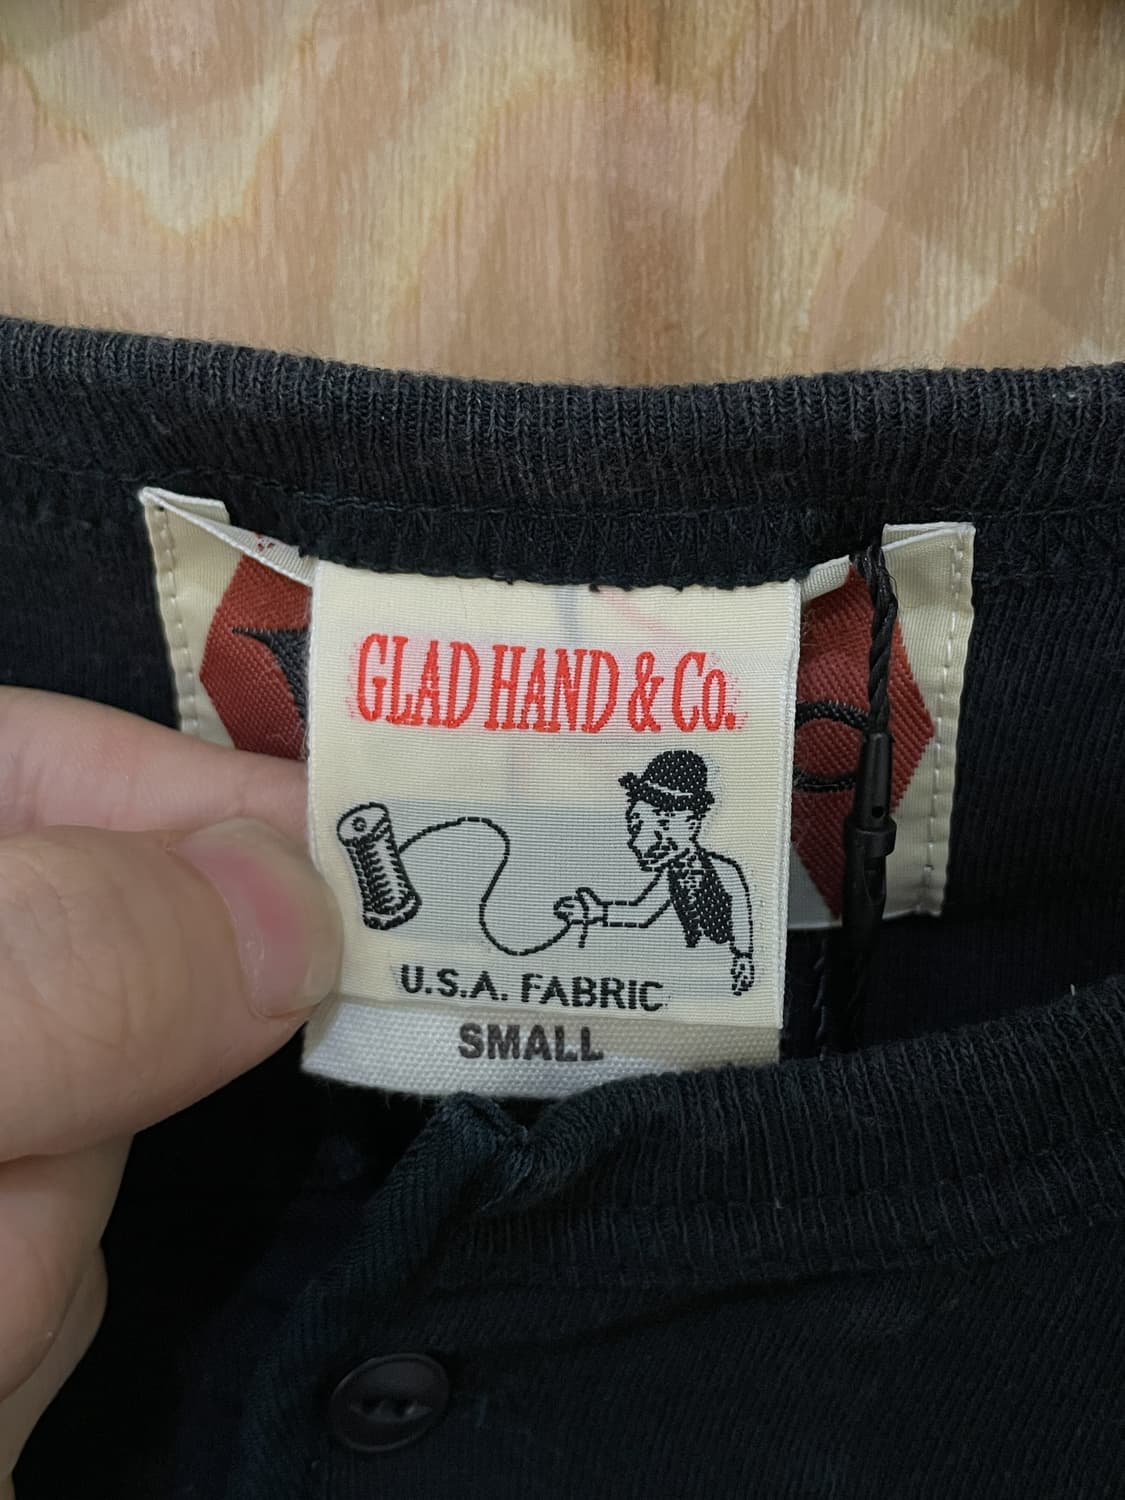 GLAD HAND & Co.
U.S.A. FABRIC
SMALL